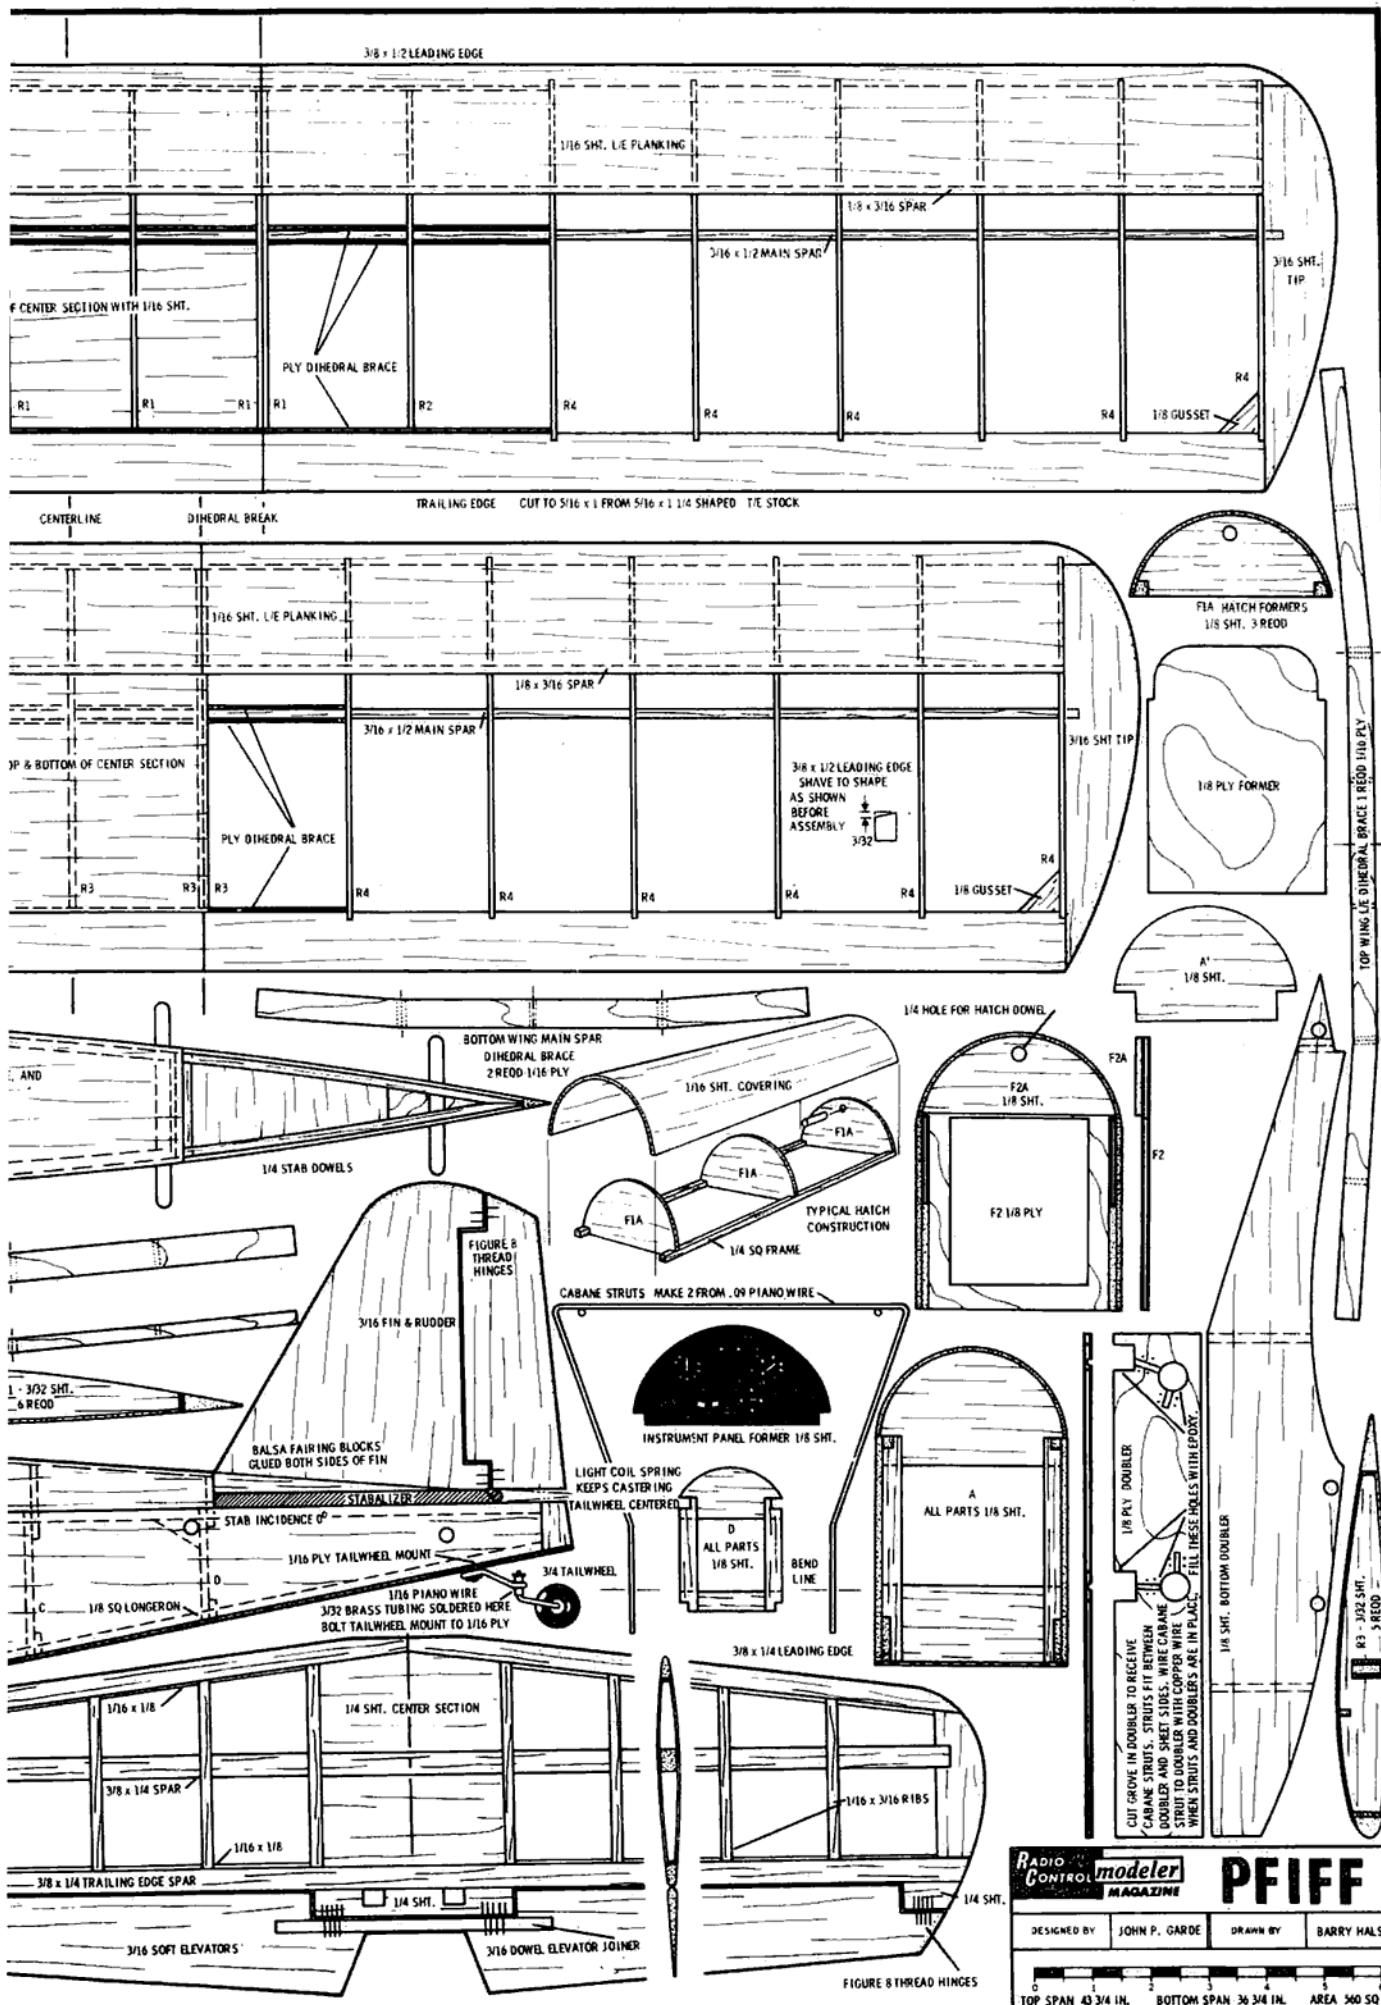 3/8 x 1/2 LEADING EDGE
1/16 SHT. L/E PLANKING
1/8 x 3/16 SPAR
3/16 x 1/2 MAIN SPAR
3/16 SHT.
TIP
F CENTER SECTION WITH 1/16 SHT.
PLY DIHEDRAL BRACE
R1
R1
R1
R1
R2
R4
R4
R4
R4
R4
1/8 GUSSET
TRAILING EDGE CUT TO 5/16 x 1 FROM 5/16 x 1 1/4 SHAPED T/E STOCK
CENTERLINE
DIHEDRAL BREAK
1/16 SHT. L/E PLANKING
1/8 x 3/16 SPAR
3/16 x 1/2 MAIN SPAR
3/16 SHT TIP
OP & BOTTOM OF CENTER SECTION
3/8 x 1/2 LEADING EDGE
SHAVE TO SHAPE
AS SHOWN
BEFORE
ASSEMBLY
3/32
PLY DIHEDRAL BRACE
R3
R3
R3
R4
R4
R4
R4
R4
R4
1/8 GUSSET
F1A HATCH FORMERS
1/8 SHT. 3 REQD
1/8 PLY FORMER
TOP WING L/E DIHEDRAL BRACE 1 REQD 1/16 PLY
A'
1/8 SHT.
BOTTOM WING MAIN SPAR
DIHEDRAL BRACE
2 REQD 1/16 PLY
AND
1/4 STAB DOWELS
1/16 SHT. COVERING
F1A
F1A
F1A
TYPICAL HATCH
CONSTRUCTION
1/4 SQ FRAME
1/4 HOLE FOR HATCH DOWEL
F2A
1/8 SHT.
F2A
F2
F2 1/8 PLY
FIGURE 8
THREAD
HINGES
3/16 FIN & RUDDER
CABANE STRUTS MAKE 2 FROM .09 PIANO WIRE
INSTRUMENT PANEL FORMER 1/8 SHT.
1 - 3/32 SHT.
6 REQD
BALSA FAIRING BLOCKS
GLUED BOTH SIDES OF FIN
STABALIZER
STAB INCIDENCE 0°
LIGHT COIL SPRING
KEEPS CASTERING
TAILWHEEL CENTERED
D
ALL PARTS
1/8 SHT.
BEND
LINE
A
ALL PARTS 1/8 SHT.
1/16 PLY TAILWHEEL MOUNT
3/4 TAILWHEEL
1/16 PIANO WIRE
3/32 BRASS TUBING SOLDERED HERE
BOLT TAILWHEEL MOUNT TO 1/16 PLY
C
D
1/8 SQ LONGERON
1/8 PLY DOUBLER
FILL THESE HOLES WITH EPOXY.
CUT GROVE IN DOUBLER TO RECEIVE
CABANE STRUTS. STRUTS FIT BETWEEN
DOUBLER AND SHEET SIDES. WIRE CABANE
STRUT TO DOUBLER WITH COPPER WIRE
WHEN STRUTS AND DOUBLERS ARE IN PLACE
1/8 SHT. BOTTOM DOUBLER
R3 - 3/32 SHT.
5 REQD
3/8 x 1/4 LEADING EDGE
1/16 x 1/8
1/4 SHT. CENTER SECTION
3/8 x 1/4 SPAR
1/16 x 3/16 RIBS
1/16 x 1/8
3/8 x 1/4 TRAILING EDGE SPAR
1/4 SHT.
1/4 SHT.
3/16 SOFT ELEVATORS
3/16 DOWEL ELEVATOR JOINER
FIGURE 8 THREAD HINGES
RADIO
CONTROL modeler
MAGAZINE
PFIFF
DESIGNED BY JOHN P. GARDE DRAWN BY BARRY HALS
0 1 2 3 4 5
TOP SPAN 43 3/4 IN. BOTTOM SPAN 36 3/4 IN. AREA 560 SQ